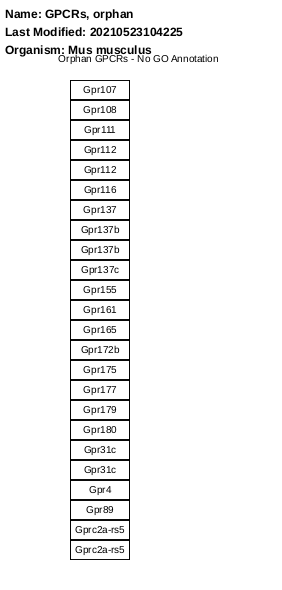 Name: GPCRs, orphan
Last Modified: 20210523104225
Organism: Mus musculus
Orphan GPCRs - No GO Annotation
Gpr107
Gpr108
Gpr111
Gpr112
Gpr112
Gpr116
Gpr137
Gpr137b
Gpr137b
Gpr137c
Gpr155
Gpr161
Gpr165
Gpr172b
Gpr175
Gpr177
Gpr179
Gpr180
Gpr31c
Gpr31c
Gpr4
Gpr89
Gprc2a-rs5
Gprc2a-rs5